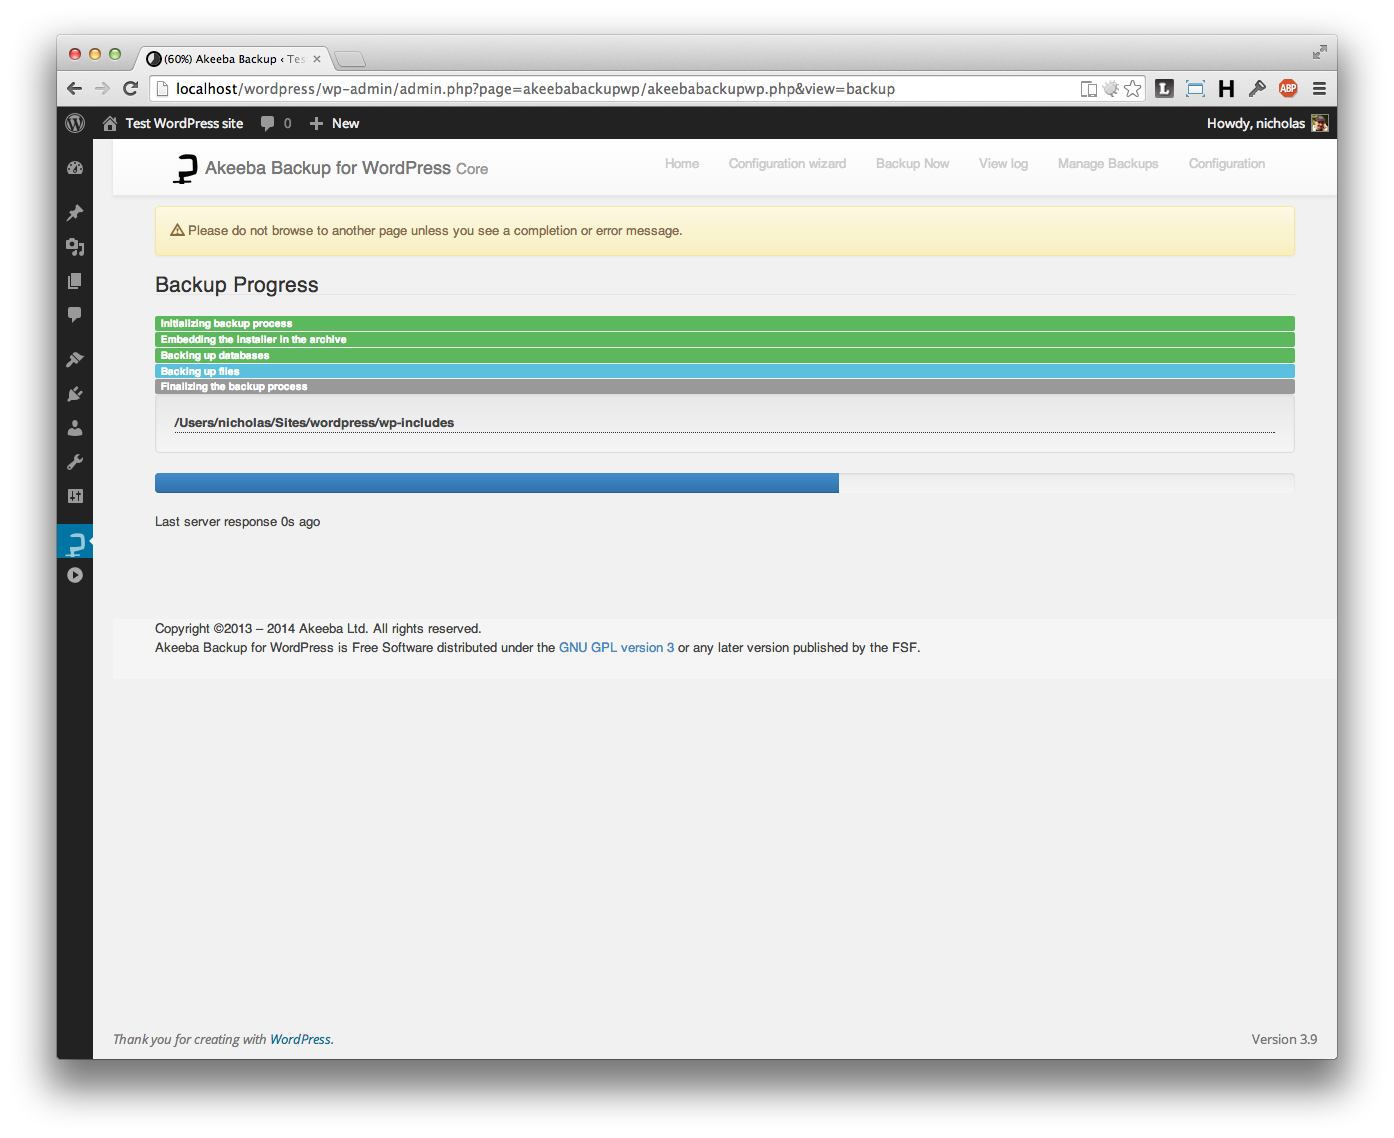 (60%) Akeeba Backup ‹ Tes
localhost/wordpress/wp-admin/admin.php?page=akeebabackupwp/akeebabackupwp.php&view=backup
L
H
ABP
Test WordPress site 0 New
Howdy, nicholas
Akeeba Backup for WordPress Core
Home Configuration wizard Backup Now View log Manage Backups Configuration
Please do not browse to another page unless you see a completion or error message.
Backup Progress
Initializing backup process
Embedding the installer in the archive
Backing up databases
Backing up files
Finalizing the backup process
/Users/nicholas/Sites/wordpress/wp-includes
Last server response 0s ago
Copyright ©2013 – 2014 Akeeba Ltd. All rights reserved.
Akeeba Backup for WordPress is Free Software distributed under the GNU GPL version 3 or any later version published by the FSF.
Thank you for creating with WordPress.
Version 3.9